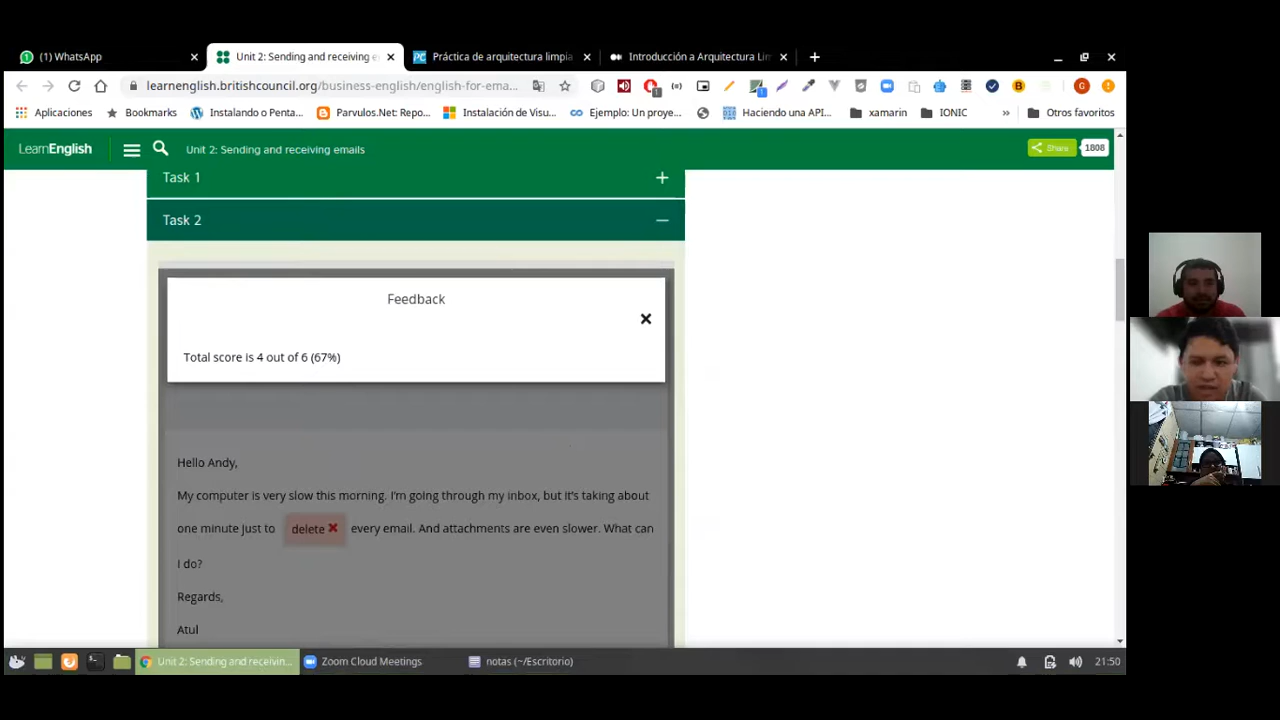 (1) WhatsApp
Unit 2: Sending and receiving e
Práctica de arquitectura limpia
Introducción a Arquitectura Lim
learnenglish.britishcouncil.org/business-english/english-for-ema...
Aplicaciones
Bookmarks
Instalando o Penta...
Parvulos.Net: Repo...
Instalación de Visu...
Ejemplo: Un proye...
Haciendo una API...
xamarin
IONIC
»
Otros favoritos
LearnEnglish
Unit 2: Sending and receiving emails
Share
1808
Task 1
Task 2
Feedback
Total score is 4 out of 6 (67%)
Hello Andy,
My computer is very slow this morning. I'm going through my inbox, but it's taking about
one minute just to delete every email. And attachments are even slower. What can
I do?
Regards,
Atul
Unit 2: Sending and receivin...
Zoom Cloud Meetings
notas (~/Escritorio)
21:50